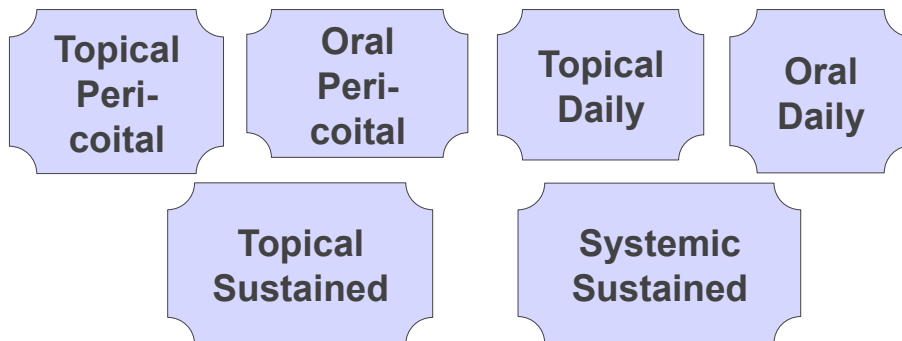 Topical
Peri-
coital
Oral
Peri-
coital
Topical
Daily
Oral
Daily
Topical
Sustained
Systemic
Sustained